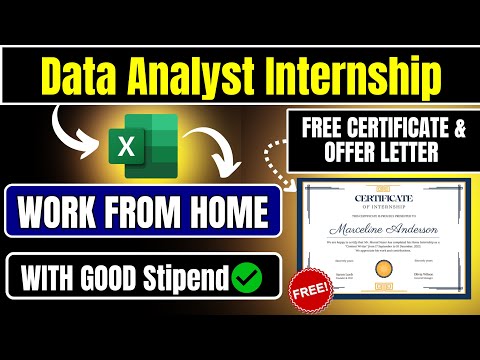 Data Analyst Internship
X
FREE CERTIFICATE &
OFFER LETTER
WORK FROM HOME
WITH GOOD Stipend
CERTIFICATE
OF INTERNSHIP
Marceline Anderson
FREE!